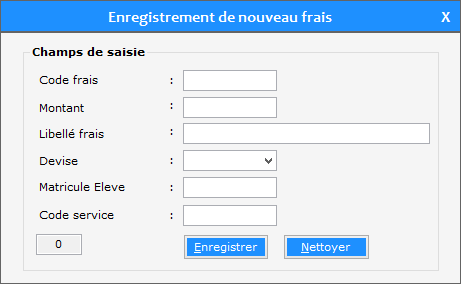 Enregistrement de nouveau frais X
Champs de saisie
Code frais :
Montant :
Libellé frais :
Devise :
Matricule Eleve :
Code service :
0 Enregistrer Nettoyer